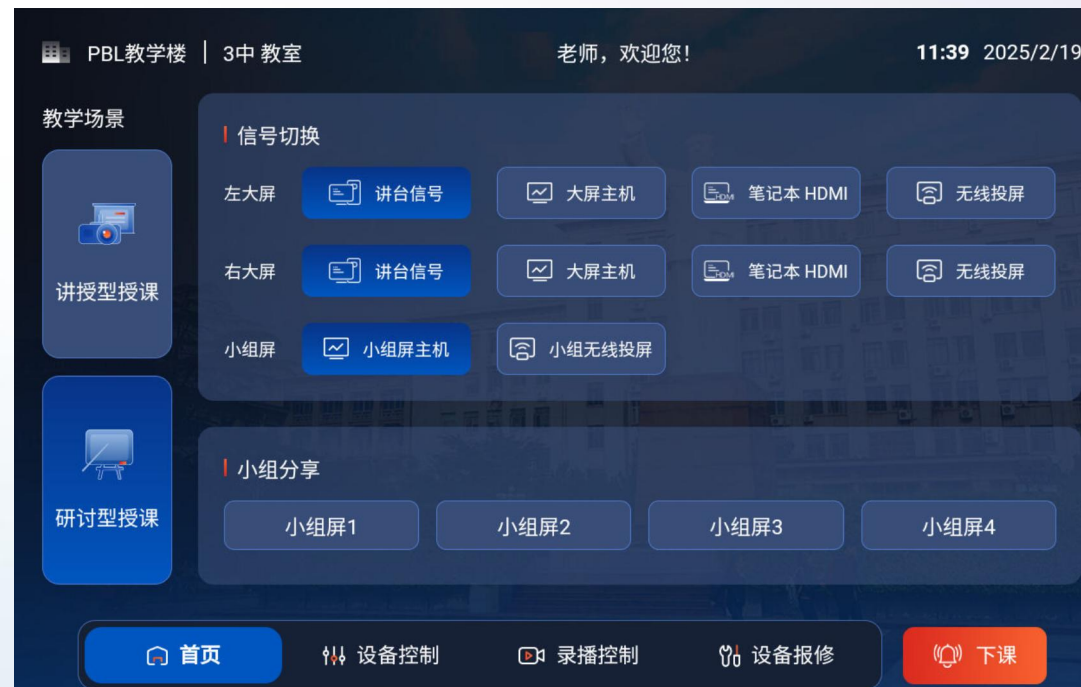 PBL教学楼 | 3中 教室 老师，欢迎您！ 11:39 2025/2/19
教学场景
讲授型授课
研讨型授课
信号切换
左大屏 讲台信号 大屏主机 笔记本 HDMI 无线投屏
右大屏 讲台信号 大屏主机 笔记本 HDMI 无线投屏
小组屏 小组屏主机 小组无线投屏
小组分享
小组屏1 小组屏2 小组屏3 小组屏4
首页 设备控制 录播控制 设备报修 下课